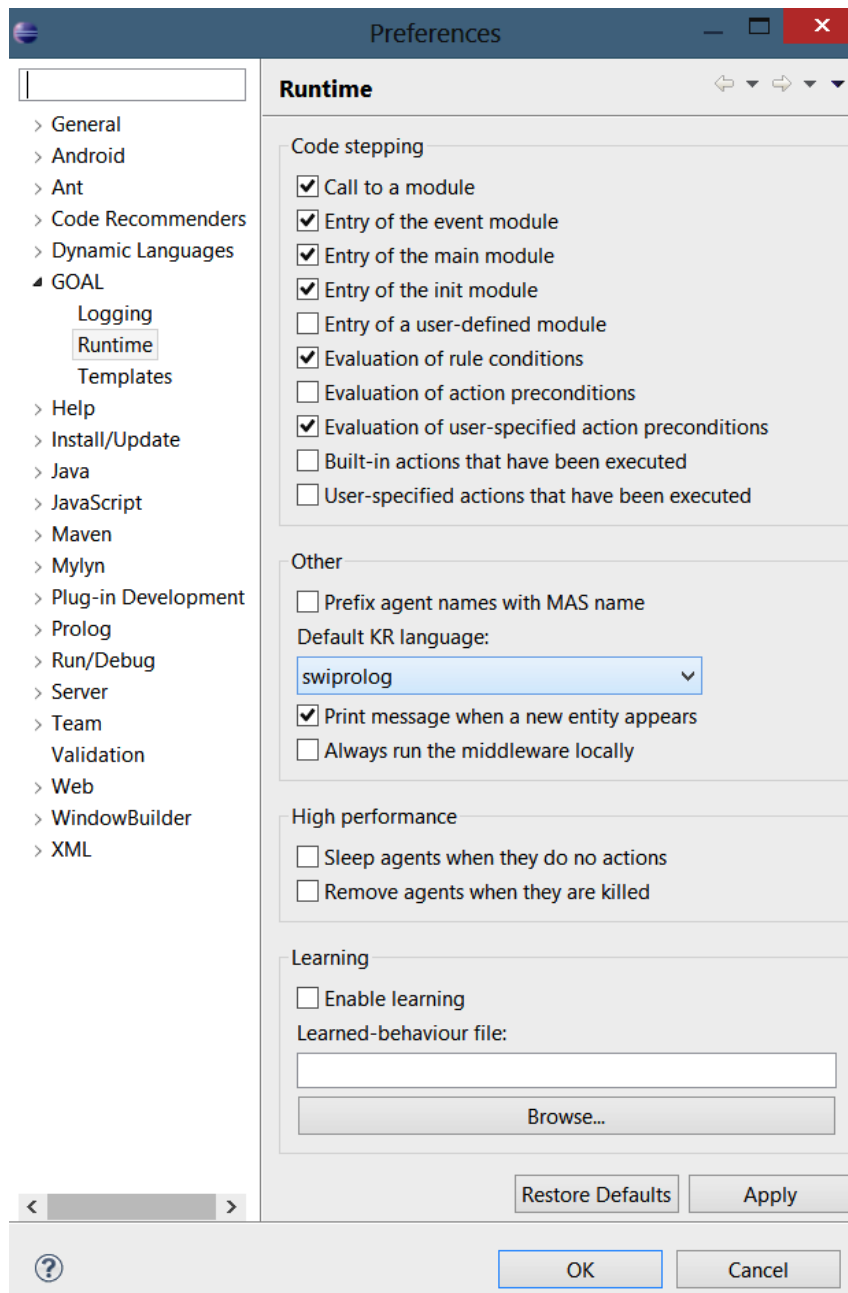 Preferences
General
Android
Ant
Code Recommenders
Dynamic Languages
GOAL
Logging
Runtime
Templates
Help
Install/Update
Java
JavaScript
Maven
Mylyn
Plug-in Development
Prolog
Run/Debug
Server
Team
Validation
Web
WindowBuilder
XML
Runtime
Code stepping
Call to a module
Entry of the event module
Entry of the main module
Entry of the init module
Entry of a user-defined module
Evaluation of rule conditions
Evaluation of action preconditions
Evaluation of user-specified action preconditions
Built-in actions that have been executed
User-specified actions that have been executed
Other
Prefix agent names with MAS name
Default KR language:
swiprolog
Print message when a new entity appears
Always run the middleware locally
High performance
Sleep agents when they do no actions
Remove agents when they are killed
Learning
Enable learning
Learned-behaviour file:
Browse...
Restore Defaults
Apply
OK
Cancel